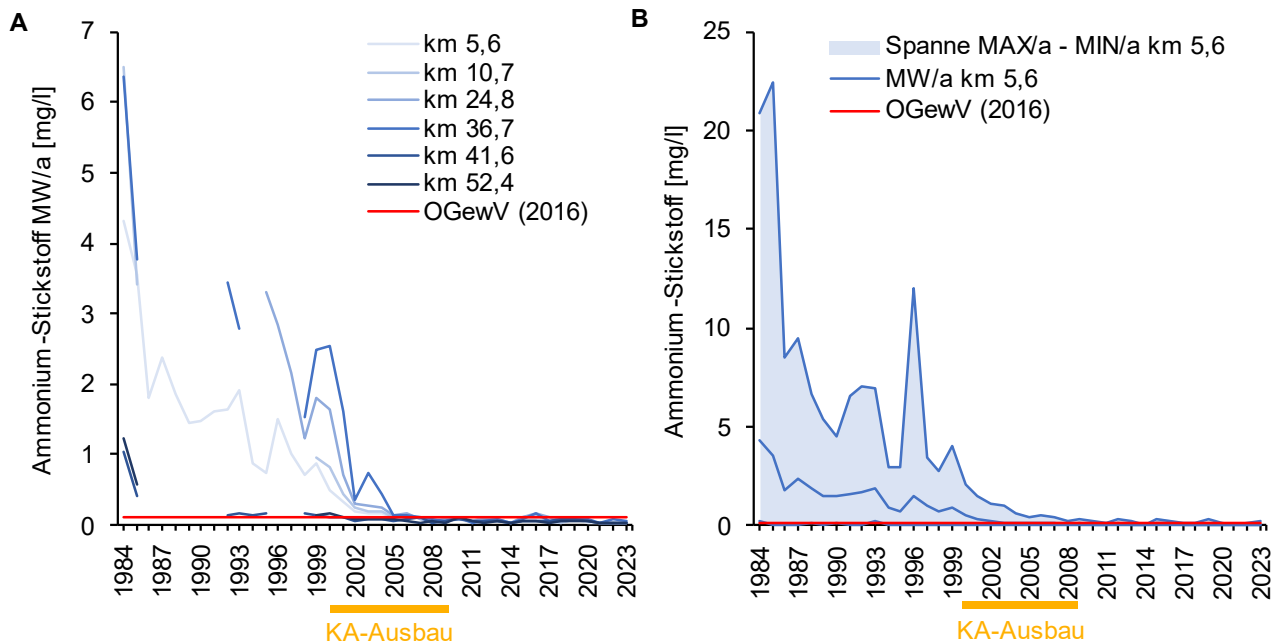 A
Ammonium -Stickstoff MW/a [mg/l]
7
6
5
4
3
2
1
0
km 5,6
km 10,7
km 24,8
km 36,7
km 41,6
km 52,4
OGewV (2016)
1984
1987
1990
1993
1996
1999
2002
2005
2008
2011
2014
2017
2020
2023
KA-Ausbau
B
Ammonium -Stickstoff [mg/l]
25
20
15
10
5
0
Spanne MAX/a - MIN/a km 5,6
MW/a km 5,6
OGewV (2016)
1984
1987
1990
1993
1996
1999
2002
2005
2008
2011
2014
2017
2020
2023
KA-Ausbau